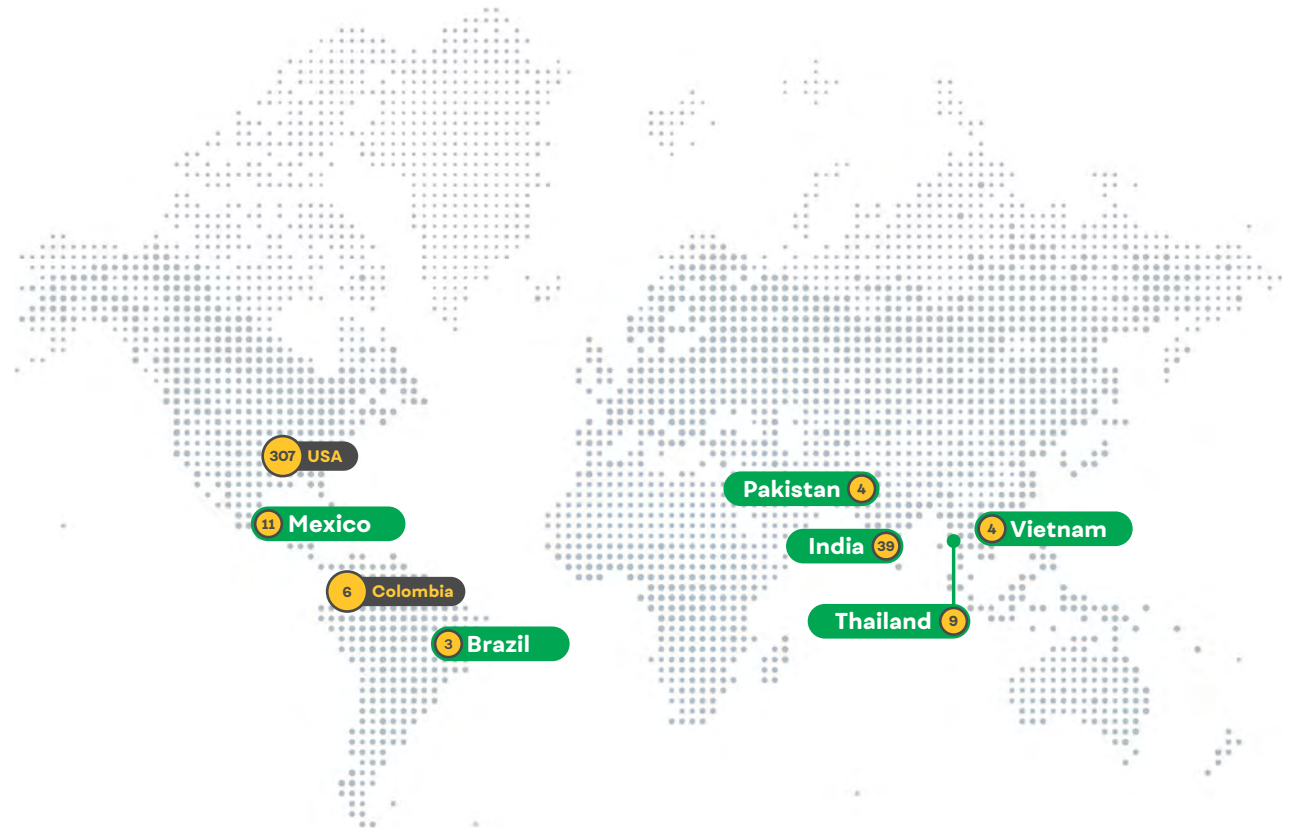 307 USA
Pakistan 4
11 Mexico
4 Vietnam
India 39
6 Colombia
Thailand 9
3 Brazil